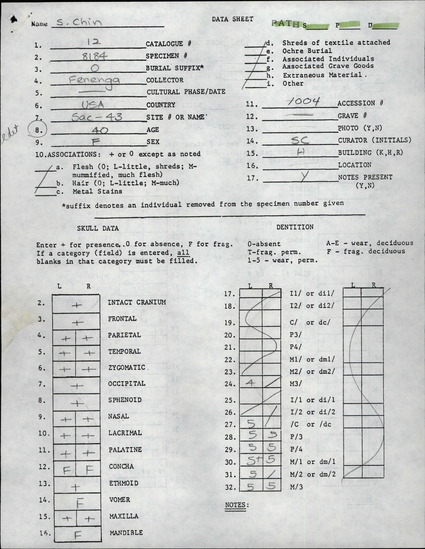 Name S. Chin
DATA SHEET
PATHS P D
1. 12 CATALOGUE #
2. 8184 SPECIMEN #
3. O BURIAL SUFFIX*
4. Fenenga COLLECTOR
5. CULTURAL PHASE/DATE
6. USA COUNTRY
7. Sac-43 SITE # OR NAME
8. 40 AGE
9. F SEX
10.ASSOCIATIONS: + or 0 except as noted
a. Flesh (0; L-little, shreds; M-
mummified, much flesh)
b. Hair (0; L-little; M-much)
c. Metal Stains
d. Shreds of textile attached
e. Ochre Burial
f. Associated Individuals
g. Associated Grave Goods
h. Extraneous Material
i. Other
11. 1004 ACCESSION #
12. — GRAVE #
13. PHOTO (Y,N)
14. SC CURATOR (INITIALS)
15. H BUILDING (K,H,R)
16. LOCATION
17. Y NOTES PRESENT
(Y,N)
*suffix denotes an individual removed from the specimen number given
SKULL DATA
Enter + for presence, 0 for absence, F for frag.
If a category (field) is entered, all
blanks in that category must be filled.
L R
2. + INTACT CRANIUM
3. + FRONTAL
4. + + PARIETAL
5. + + TEMPORAL
6. + + ZYGOMATIC
7. + OCCIPITAL
8. + SPHENOID
9. + + NASAL
10. + + LACRIMAL
11. + + PALATINE
12. F F CONCHA
13. + ETHMOID
14. F VOMER
15. + + MAXILLA
16. F MANDIBLE
DENTITION
0-absent A-E - wear, deciduous
T-frag. perm. F - frag. deciduous
1-5 - wear, perm.
L R L R
17. I1/ or di1/
18. I2/ or di2/
19. C/ or dc/
20. P3/
21. P4/
22. M1/ or dm1/
23. M2/ or dm2/
24. 4 M3/
25. I/1 or di/1
26. I/2 or di/2
27. 5 / /C or /dc
28. 5 5 P/3
29. 5 5 P/4
30. 5+ 5 M/1 or dm/1
31. 5 / M/2 or dm/2
32. 5 5 M/3
NOTES: